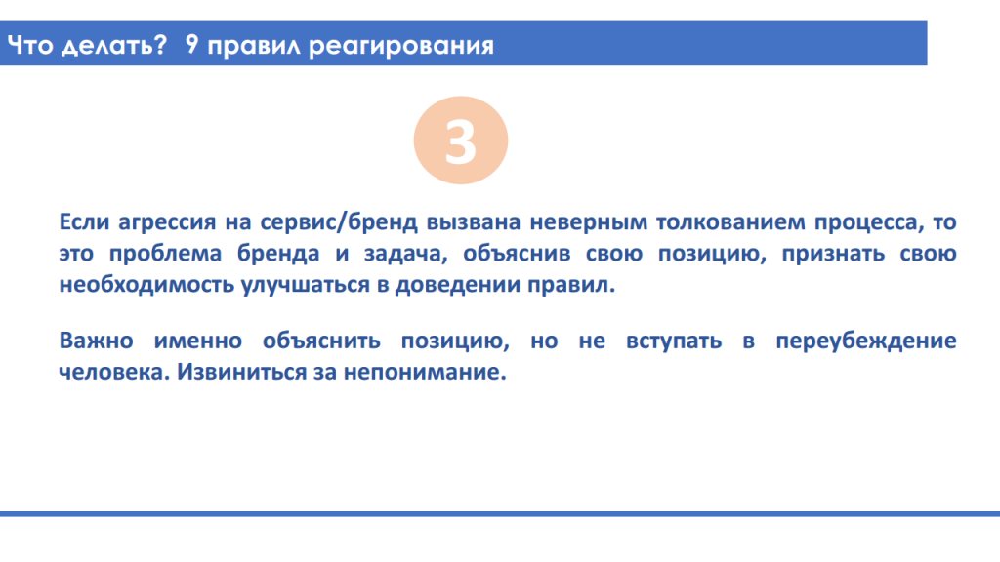 Что делать?  9 правил реагирования
3
Если агрессия на сервис/бренд вызвана неверным толкованием процесса, то
это проблема бренда и задача, объяснив свою позицию, признать свою
необходимость улучшаться в доведении правил.
Важно именно объяснить позицию, но не вступать в переубеждение
человека. Извиниться за непонимание.